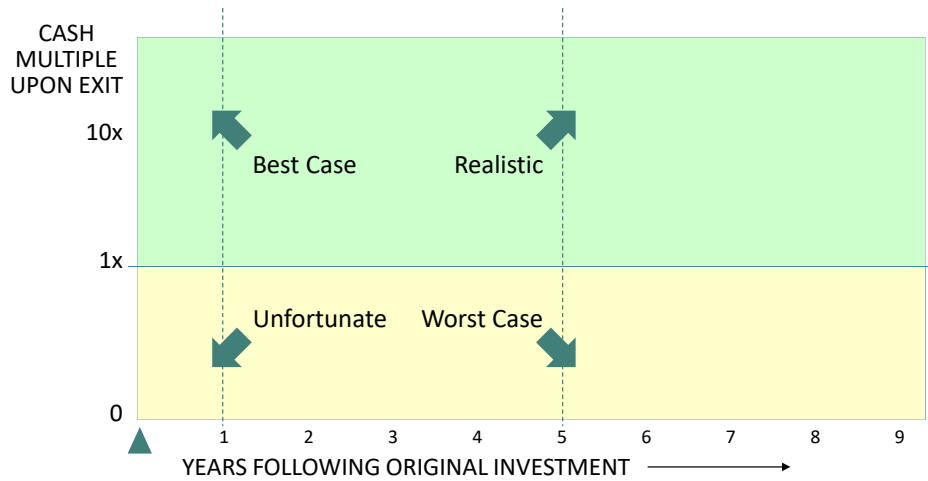 CASH
MULTIPLE
UPON EXIT
10x
Best Case
Realistic
1x
Unfortunate
Worst Case
0
1 2 3 4 5 6 7 8 9
YEARS FOLLOWING ORIGINAL INVESTMENT